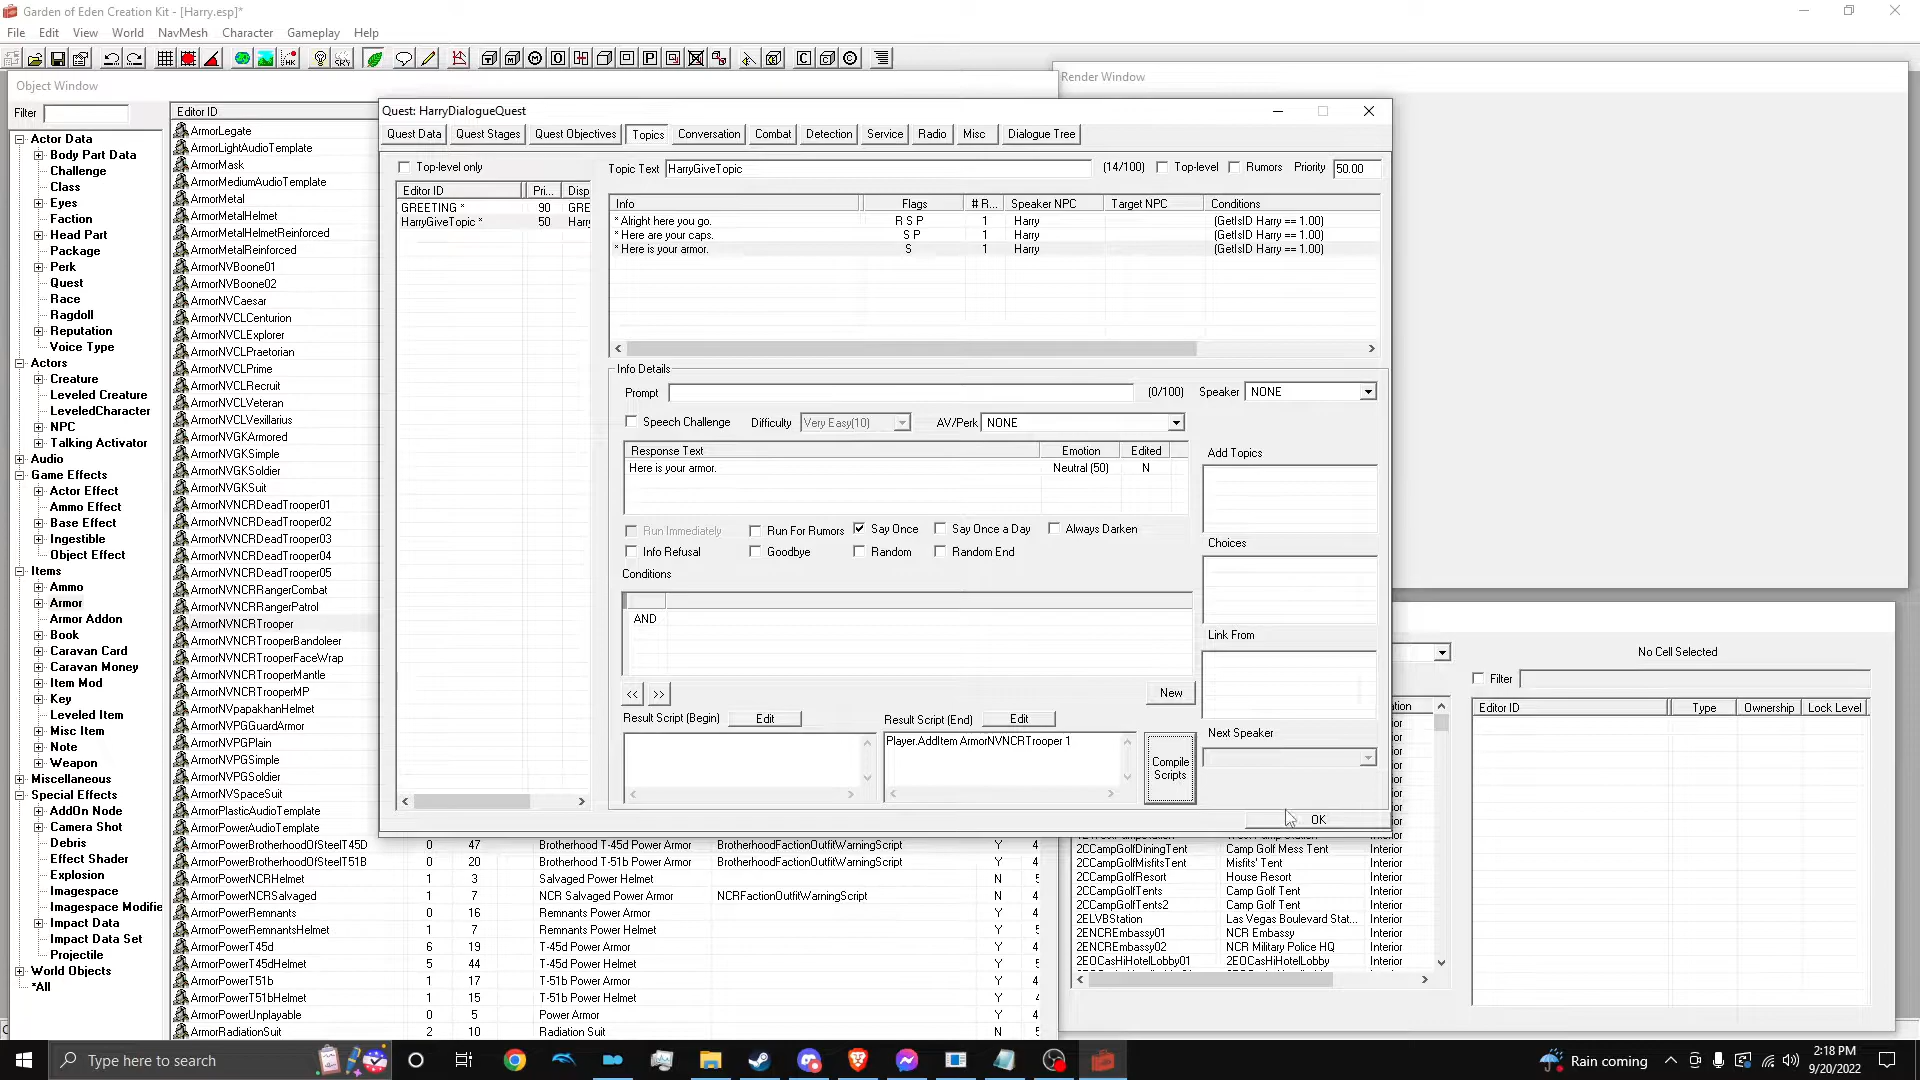 Garden of Eden Creation Kit - [Harry.esp]*
File Edit View World NavMesh Character Gameplay Help
Object Window
Render Window
Filter
Editor ID
Actor Data
Body Part Data
Challenge
Class
Eyes
Faction
Head Part
Package
Perk
Quest
Race
Ragdoll
Reputation
Voice Type
Actors
Creature
Leveled Creature
LeveledCharacter
NPC
Talking Activator
Audio
Game Effects
Actor Effect
Ammo Effect
Base Effect
Ingestible
Object Effect
Items
Ammo
Armor
Armor Addon
Book
Caravan Card
Caravan Money
Item Mod
Key
Leveled Item
Misc Item
Note
Weapon
Miscellaneous
Special Effects
AddOn Node
Camera Shot
Debris
Effect Shader
Explosion
Imagespace
Imagespace Modifie
Impact Data
Impact Data Set
Projectile
World Objects
*All
ArmorLegate
ArmorLightAudioTemplate
ArmorMask
ArmorMediumAudioTemplate
ArmorMetal
ArmorMetalHelmet
ArmorMetalHelmetReinforced
ArmorMetalReinforced
ArmorNVBoone01
ArmorNVBoone02
ArmorNVCaesar
ArmorNVCLCenturion
ArmorNVCLExplorer
ArmorNVCLPraetorian
ArmorNVCLPrime
ArmorNVCLRecruit
ArmorNVCLVeteran
ArmorNVCLVexillarius
ArmorNVGKArmored
ArmorNVGKSimple
ArmorNVGKSoldier
ArmorNVGKSuit
ArmorNVNCRDeadTrooper01
ArmorNVNCRDeadTrooper02
ArmorNVNCRDeadTrooper03
ArmorNVNCRDeadTrooper04
ArmorNVNCRDeadTrooper05
ArmorNVNCRRangerCombat
ArmorNVNCRRangerPatrol
ArmorNVNCRTrooper
ArmorNVNCRTrooperBandoleer
ArmorNVNCRTrooperFaceWrap
ArmorNVNCRTrooperMantle
ArmorNVNCRTrooperMP
ArmorNVpapakhanHelmet
ArmorNVPGGuardArmor
ArmorNVPGPlain
ArmorNVPGSimple
ArmorNVPGSoldier
ArmorNVSpaceSuit
ArmorPlasticAudioTemplate
ArmorPowerAudioTemplate
ArmorPowerBrotherhoodOfSteelT45D 0 47 Brotherhood T-45d Power Armor BrotherhoodFactionOutfitWarningScript Y 4
ArmorPowerBrotherhoodOfSteelT51B 0 20 Brotherhood T-51b Power Armor BrotherhoodFactionOutfitWarningScript Y 4
ArmorPowerNCRHelmet 1 3 Salvaged Power Helmet N 5
ArmorPowerNCRSalvaged 1 7 NCR Salvaged Power Armor NCRFactionOutfitWarningScript Y 4
ArmorPowerRemnants 0 16 Remnants Power Armor Y 4
ArmorPowerRemnantsHelmet 1 7 Remnants Power Helmet Y
ArmorPowerT45d 6 19 T-45d Power Armor Y 4
ArmorPowerT45dHelmet 5 44 T-45d Power Helmet Y
ArmorPowerT51b 1 17 T-51b Power Armor Y 4
ArmorPowerT51bHelmet 1 15 T-51b Power Helmet Y
ArmorPowerUnplayable 0 5 Power Armor Y 4
ArmorRadiationSuit 2 10 Radiation Suit N 5
Quest: HarryDialogueQuest
Quest Data Quest Stages Quest Objectives Topics Conversation Combat Detection Service Radio Misc Dialogue Tree
Top-level only
Editor ID Pri... Disp
GREETING * 90 GRE
HarryGiveTopic * 50 Harr
Topic Text HarryGiveTopic (14/100) Top-level Rumors Priority 50.00
Info Flags # R... Speaker NPC Target NPC Conditions
* Alright here you go. R S P 1 Harry (GetIsID Harry == 1.00)
* Here are your caps. S P 1 Harry (GetIsID Harry == 1.00)
* Here is your armor. S 1 Harry (GetIsID Harry == 1.00)
Info Details
Prompt (0/100) Speaker NONE
Speech Challenge Difficulty Very Easy(10) AV/Perk NONE
Response Text Emotion Edited
Here is your armor. Neutral (50) N
Add Topics
Run Immediately Run For Rumors Say Once Say Once a Day Always Darken
Info Refusal Goodbye Random Random End
Choices
Conditions
AND
Link From
<< >> New
Result Script (Begin) Edit Result Script (End) Edit
Player.AddItem ArmorNVNCRTrooper 1
Compile Scripts
Next Speaker
OK
No Cell Selected
Filter
Editor ID Type Ownership Lock Level
2CCampGolfDiningTent Camp Golf Mess Tent Interior
2CCampGolfMisfitsTent Misfits' Tent Interior
2CCampGolfResort House Resort Interior
2CCampGolfTents Camp Golf Tent Interior
2CCampGolfTents2 Camp Golf Tent Interior
2ELVBStation Las Vegas Boulevard Stat... Interior
2ENCREmbassy01 NCR Embassy Interior
2ENCREmbassy02 NCR Military Police HQ Interior
2EOCasHiHotelLobby01 2EOCasHiHotelLobby Interior
Type here to search
Rain coming
2:18 PM
9/20/2022